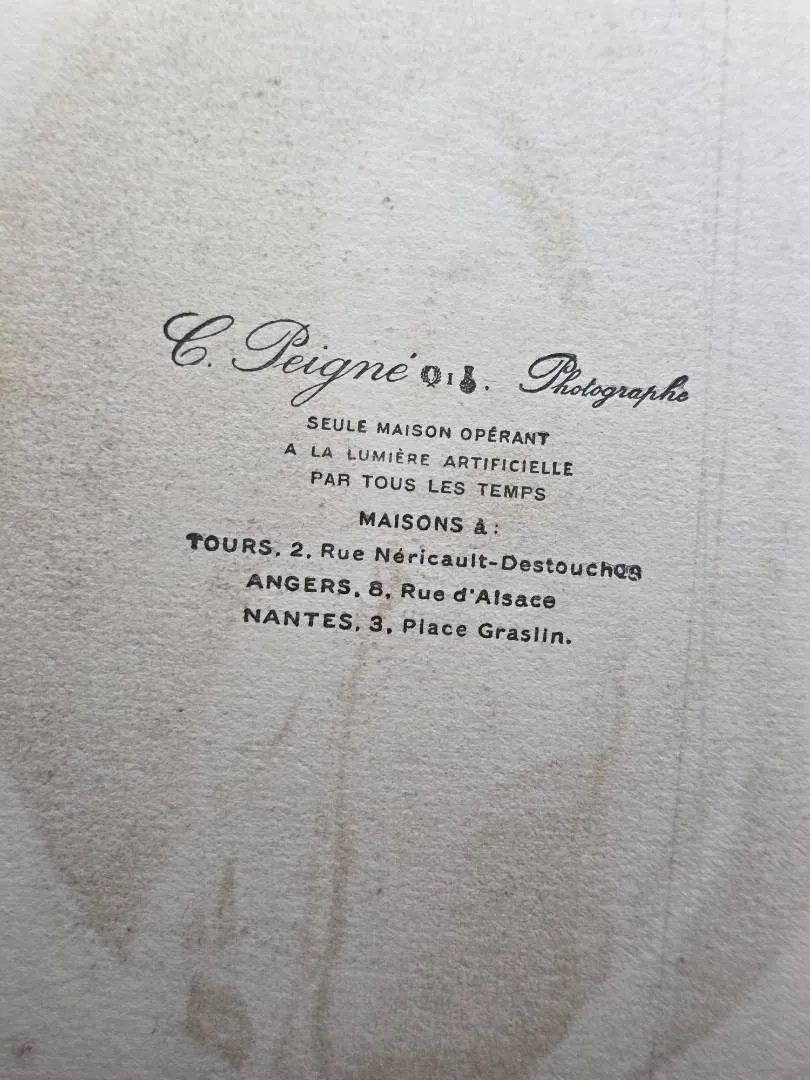 C. Peigné Q I. Photographe
SEULE MAISON OPÉRANT
A LA LUMIÈRE ARTIFICIELLE
PAR TOUS LES TEMPS
MAISONS À :
TOURS, 2, Rue Néricault-Destouches
ANGERS, 8, Rue d'Alsace
NANTES, 3, Place Graslin.